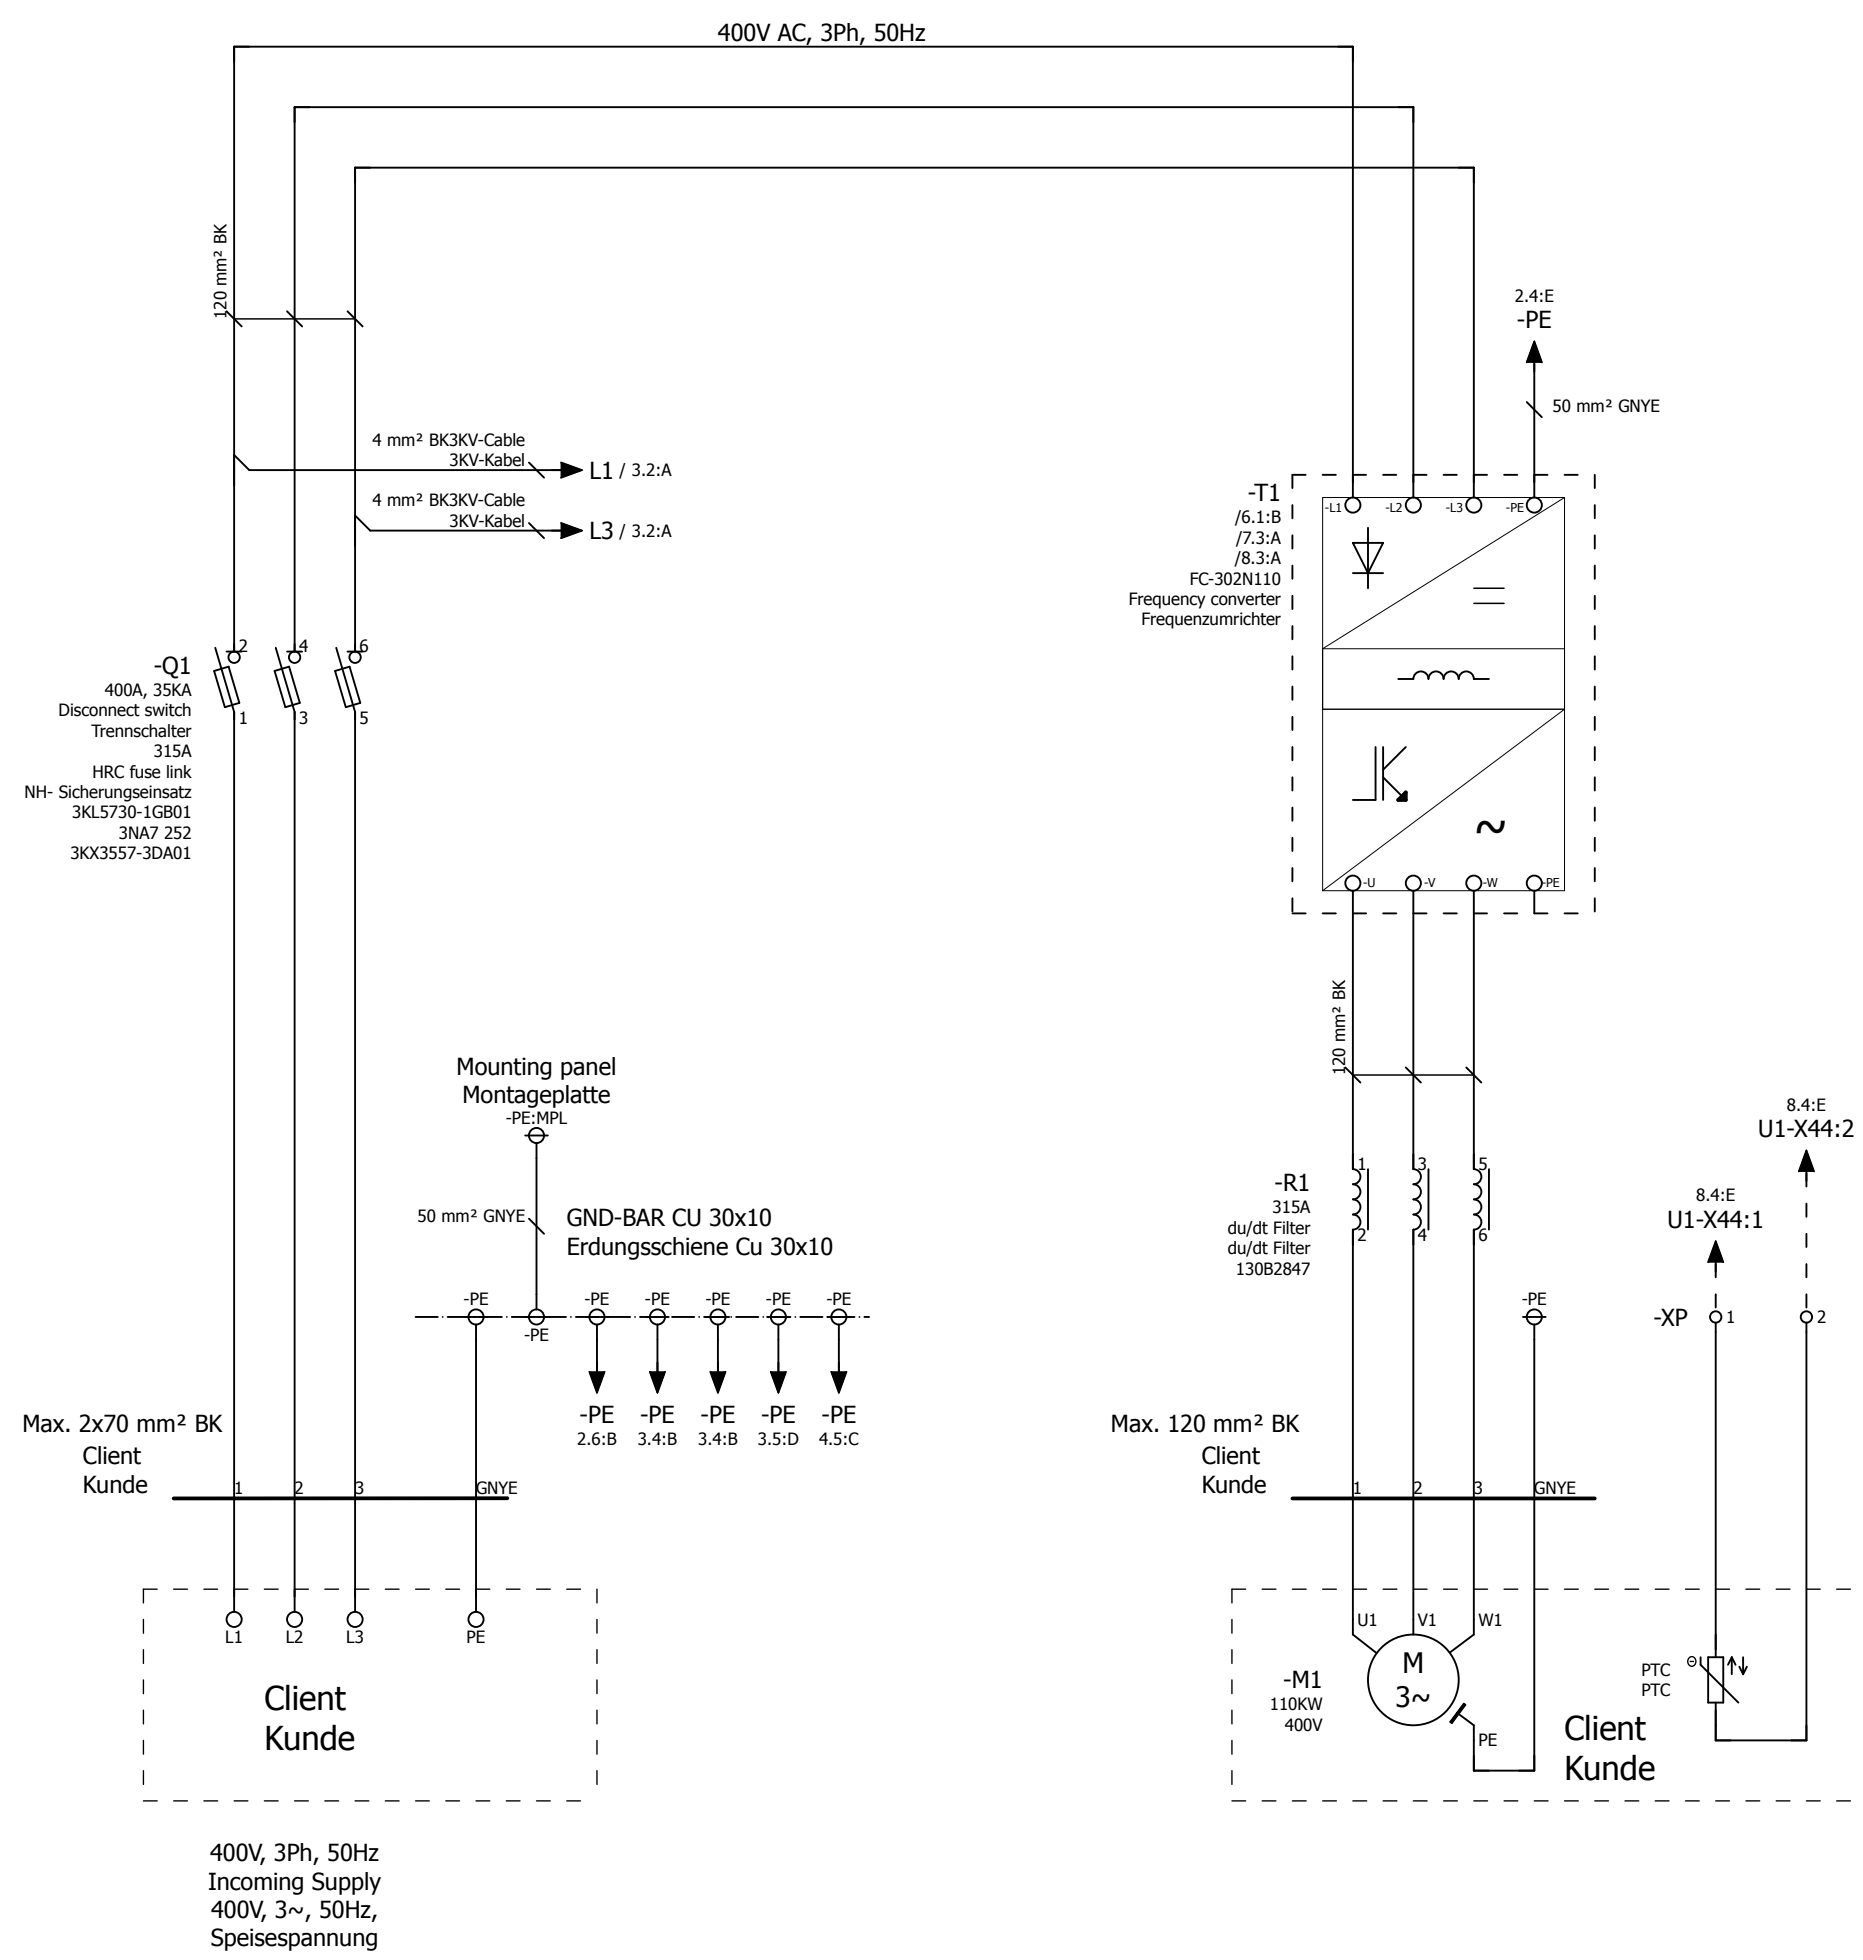 400V AC, 3Ph, 50Hz
120 mm² BK
4 mm² BK3KV-Cable
3KV-Kabel
L1 / 3.2:A
4 mm² BK3KV-Cable
3KV-Kabel
L3 / 3.2:A
2.4:E
-PE
50 mm² GNYE
-T1
/6.1:B
/7.3:A
/8.3:A
FC-302N110
Frequency converter
Frequenzumrichter
-L1
-L2
-L3
-PE
~
-U
-V
-W
-PE
2
4
6
-Q1
400A, 35KA
Disconnect switch
Trennschalter
315A
HRC fuse link
NH- Sicherungseinsatz
3KL5730-1GB01
3NA7 252
3KX3557-3DA01
1
3
5
120 mm² BK
Mounting panel
Montageplatte
-PE:MPL
50 mm² GNYE
GND-BAR CU 30x10
Erdungsschiene Cu 30x10
-PE
-PE
-PE
-PE
-PE
-PE
-PE
-PE
2.6:B
-PE
3.4:B
-PE
3.4:B
-PE
3.5:D
-PE
4.5:C
-R1
315A
du/dt Filter
du/dt Filter
130B2847
1
3
5
2
4
6
8.4:E
U1-X44:2
8.4:E
U1-X44:1
-PE
-XP
1
2
Max. 2x70 mm² BK
Client
Kunde
1
2
3
GNYE
Max. 120 mm² BK
Client
Kunde
1
2
3
GNYE
L1
L2
L3
PE
Client
Kunde
U1
V1
W1
M
3~
-M1
110KW
400V
PE
PTC
PTC
Θ
Client
Kunde
400V, 3Ph, 50Hz
Incoming Supply
400V, 3~, 50Hz,
Speisespannung